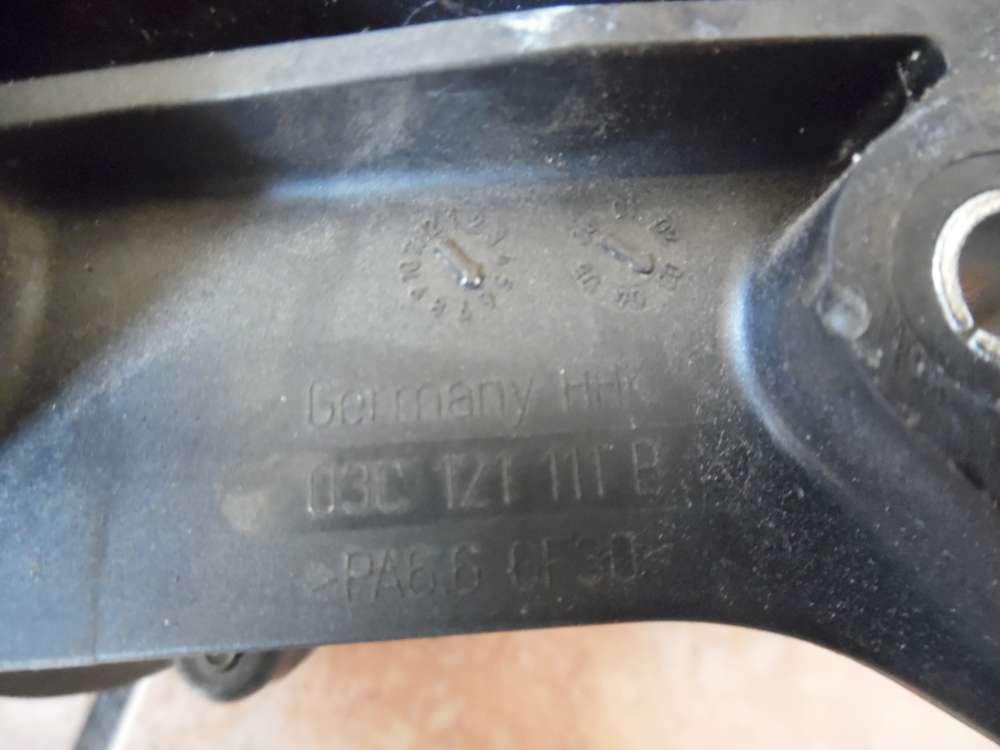 Germany HHK
03C 121 111 B
>PA6.6 GF30<